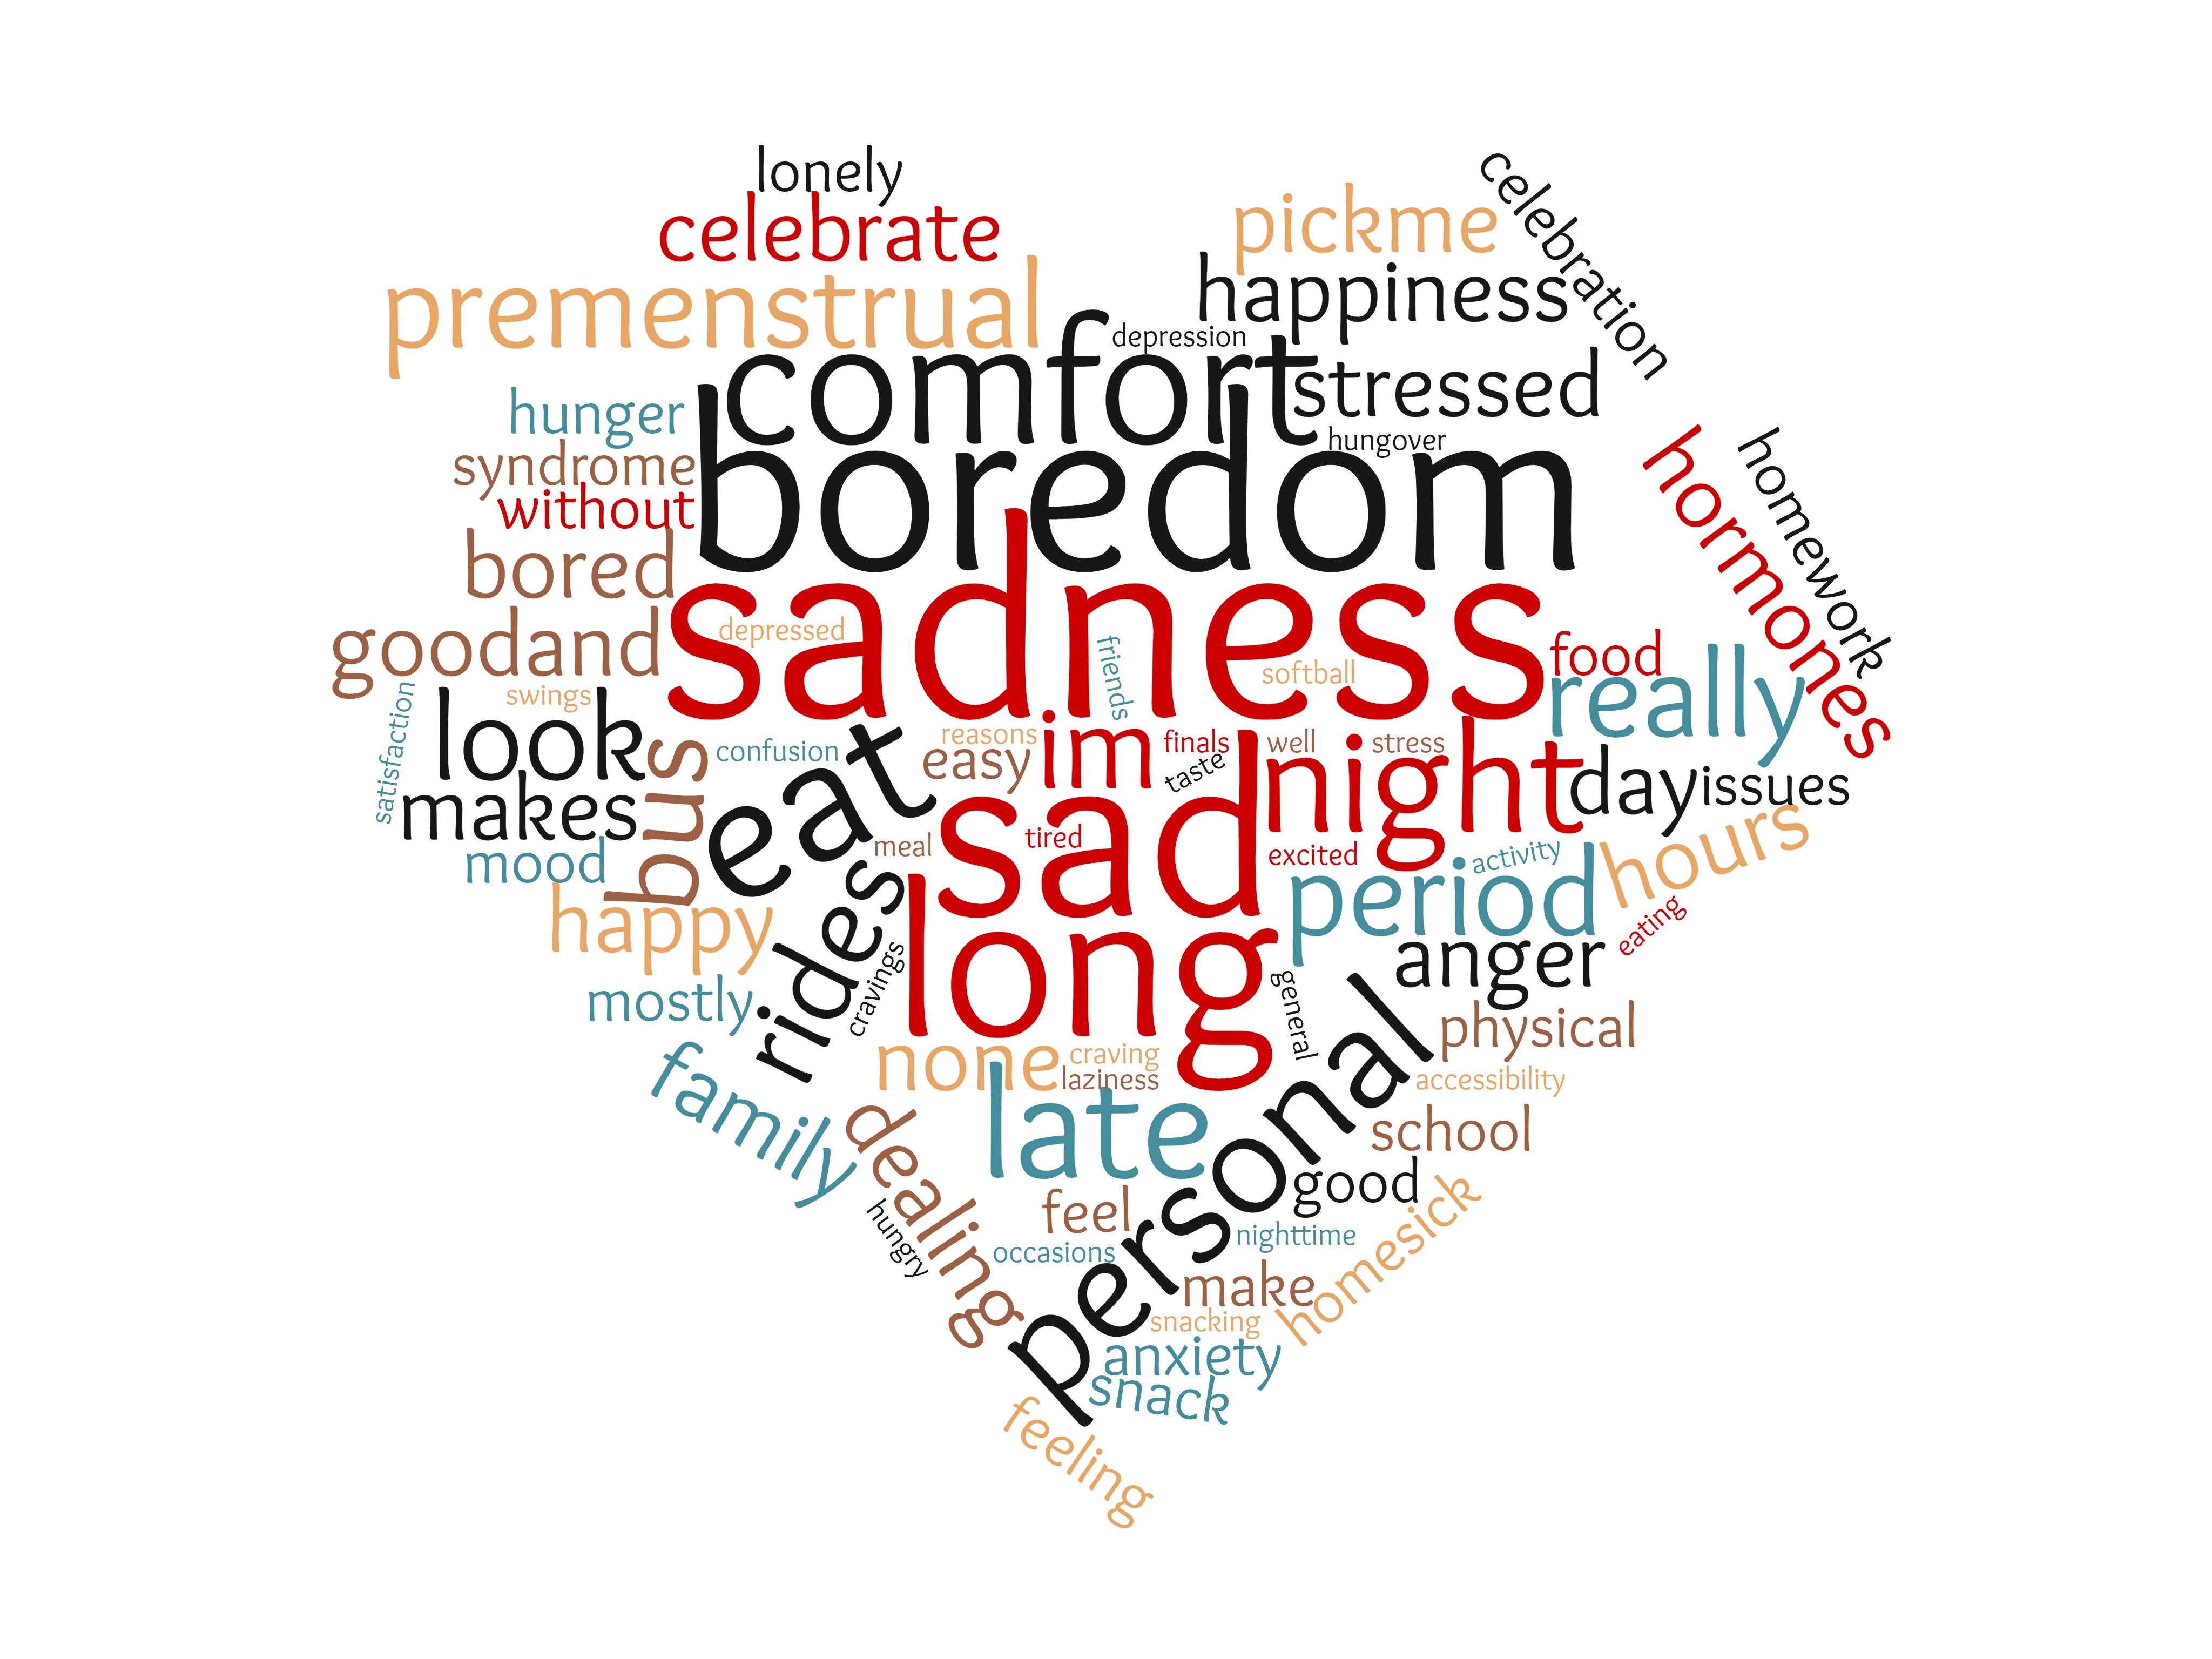 lonely
celebrate
pickme
celebration
premenstrual
happiness
depression
comfort
stressed
hunger
hungover
syndrome
boredom
hormones
homework
without
bored
sadness
depressed
goodand
friends
softball
food
really
swings
satisfaction
look
bus
confusion
eat
reasons
easy
im
finals
taste
well
stress
night
day
issues
makes
mood
meal
sad
tired
excited
activity
hours
period
eating
happy
rides
cravings
long
general
anger
mostly
physical
family
none
craving
laziness
personal
accessibility
late
school
dealing
hungry
feel
good
occasions
nighttime
homesick
make
snacking
anxiety
snack
feeling